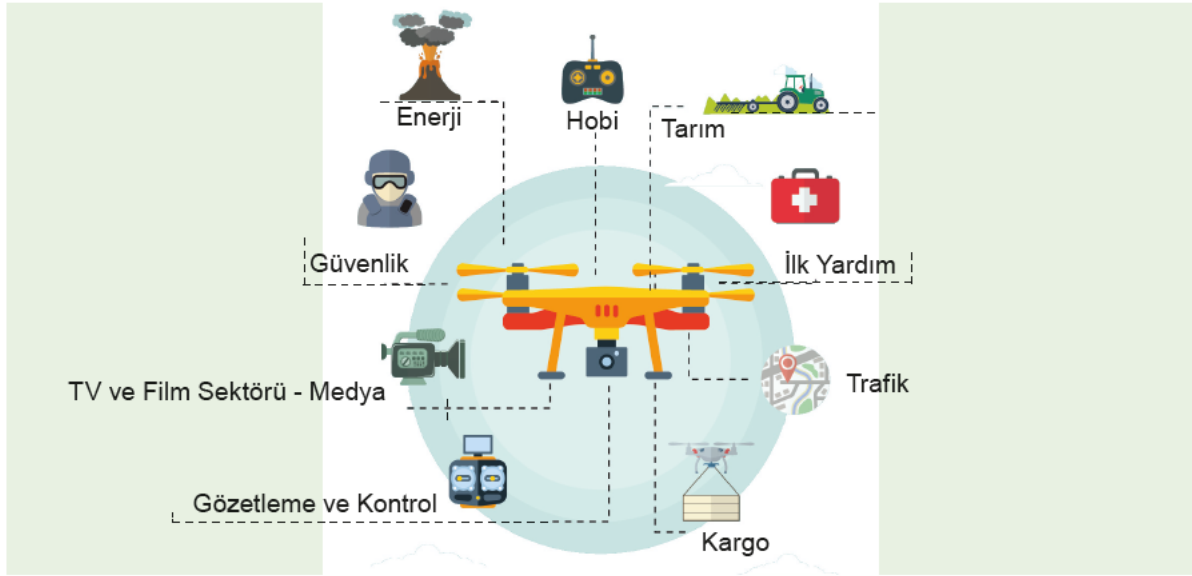 Enerji
Hobi
Tarım
Güvenlik
İlk Yardım
TV ve Film Sektörü - Medya
Trafik
Gözetleme ve Kontrol
Kargo